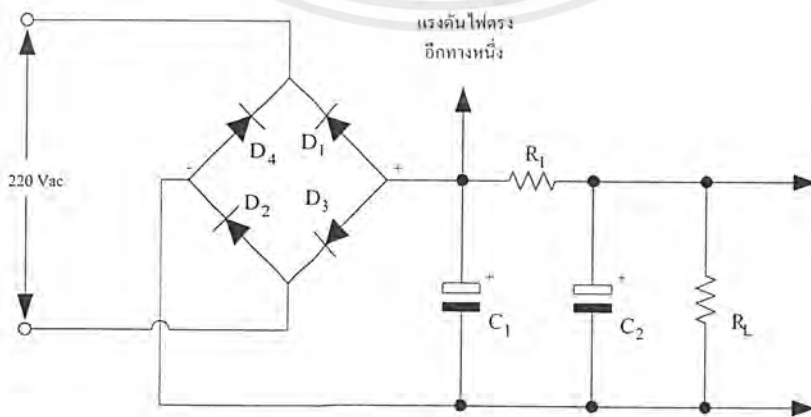 แรงดันไฟตรง
อีกทางหนึ่ง
D4
D1
R1
-
+
220 Vac
D2
D3
+
+
C1
C2
RL